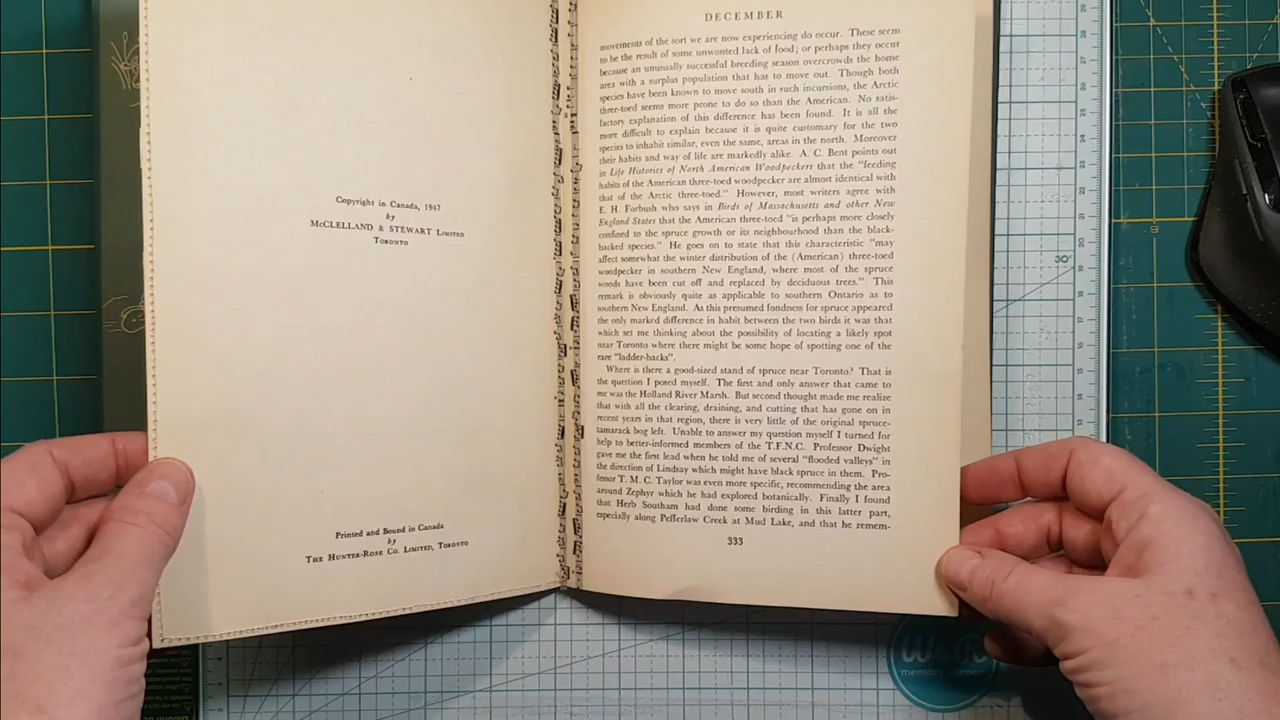 Copyright in Canada, 1947
by
McCLELLAND & STEWART LIMITED
TORONTO
Printed and Bound in Canada
by
THE HUNTER-ROSE CO. LIMITED, TORONTO
DECEMBER
movements of the sort we are now experiencing do occur. These seem
to be the result of some unwonted lack of food; or perhaps they occur
because an unusually successful breeding season overcrowds the home
area with a surplus population that has to move out. Though both
species have been known to move south in such incursions, the Arctic
three-toed seems more prone to do so than the American. No satis-
factory explanation of this difference has been found. It is all the
more difficult to explain because it is quite customary for the two
species to inhabit similar, even the same, areas in the north. Moreover
their habits and way of life are markedly alike. A. C. Bent points out
in Life Histories of North American Woodpeckers that the "feeding
habits of the American three-toed woodpecker are almost identical with
that of the Arctic three-toed." However, most writers agree with
E. H. Forbush who says in Birds of Massachusetts and other New
England States that the American three-toed "is perhaps more closely
confined to the spruce growth or its neighbourhood than the black-
backed species." He goes on to state that this characteristic "may
affect somewhat the winter distribution of the (American) three-toed
woodpecker in southern New England, where most of the spruce
woods have been cut off and replaced by deciduous trees." This
remark is obviously quite as applicable to southern Ontario as to
southern New England. As this presumed fondness for spruce appeared
the only marked difference in habit between the two birds it was that
which set me thinking about the possibility of locating a likely spot
near Toronto where there might be some hope of spotting one of the
rare "ladder-backs".
Where is there a good-sized stand of spruce near Toronto? That is
the question I posed myself. The first and only answer that came to
me was the Holland River Marsh. But second thought made me realize
that with all the clearing, draining, and cutting that has gone on in
recent years in that region, there is very little of the original spruce-
tamarack bog left. Unable to answer my question myself I turned for
help to better-informed members of the T.F.N.C. Professor Dwight
gave me the first lead when he told me of several "flooded valleys" in
the direction of Lindsay which might have black spruce in them. Pro-
fessor T. M. C. Taylor was even more specific, recommending the area
around Zephyr which he had explored botanically. Finally I found
that Herb Southam had done some birding in this latter part,
especially along Pefferlaw Creek at Mud Lake, and that he remem-
333
30°
9
We R
memory keepers